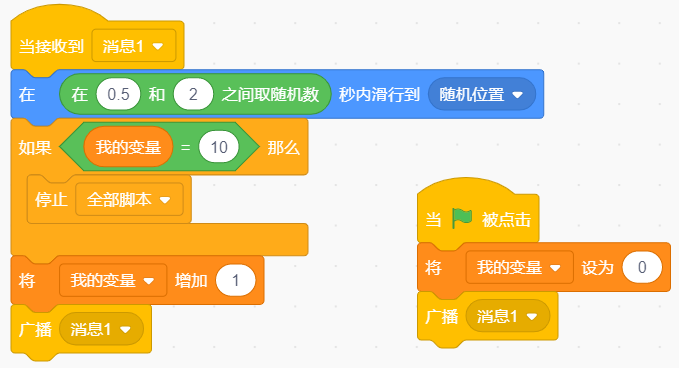 当接收到 消息1
在 在 0.5 和 2 之间取随机数 秒内滑行到 随机位置
如果 我的变量 = 10 那么
停止 全部脚本
将 我的变量 增加 1
广播 消息1
当 被点击
将 我的变量 设为 0
广播 消息1